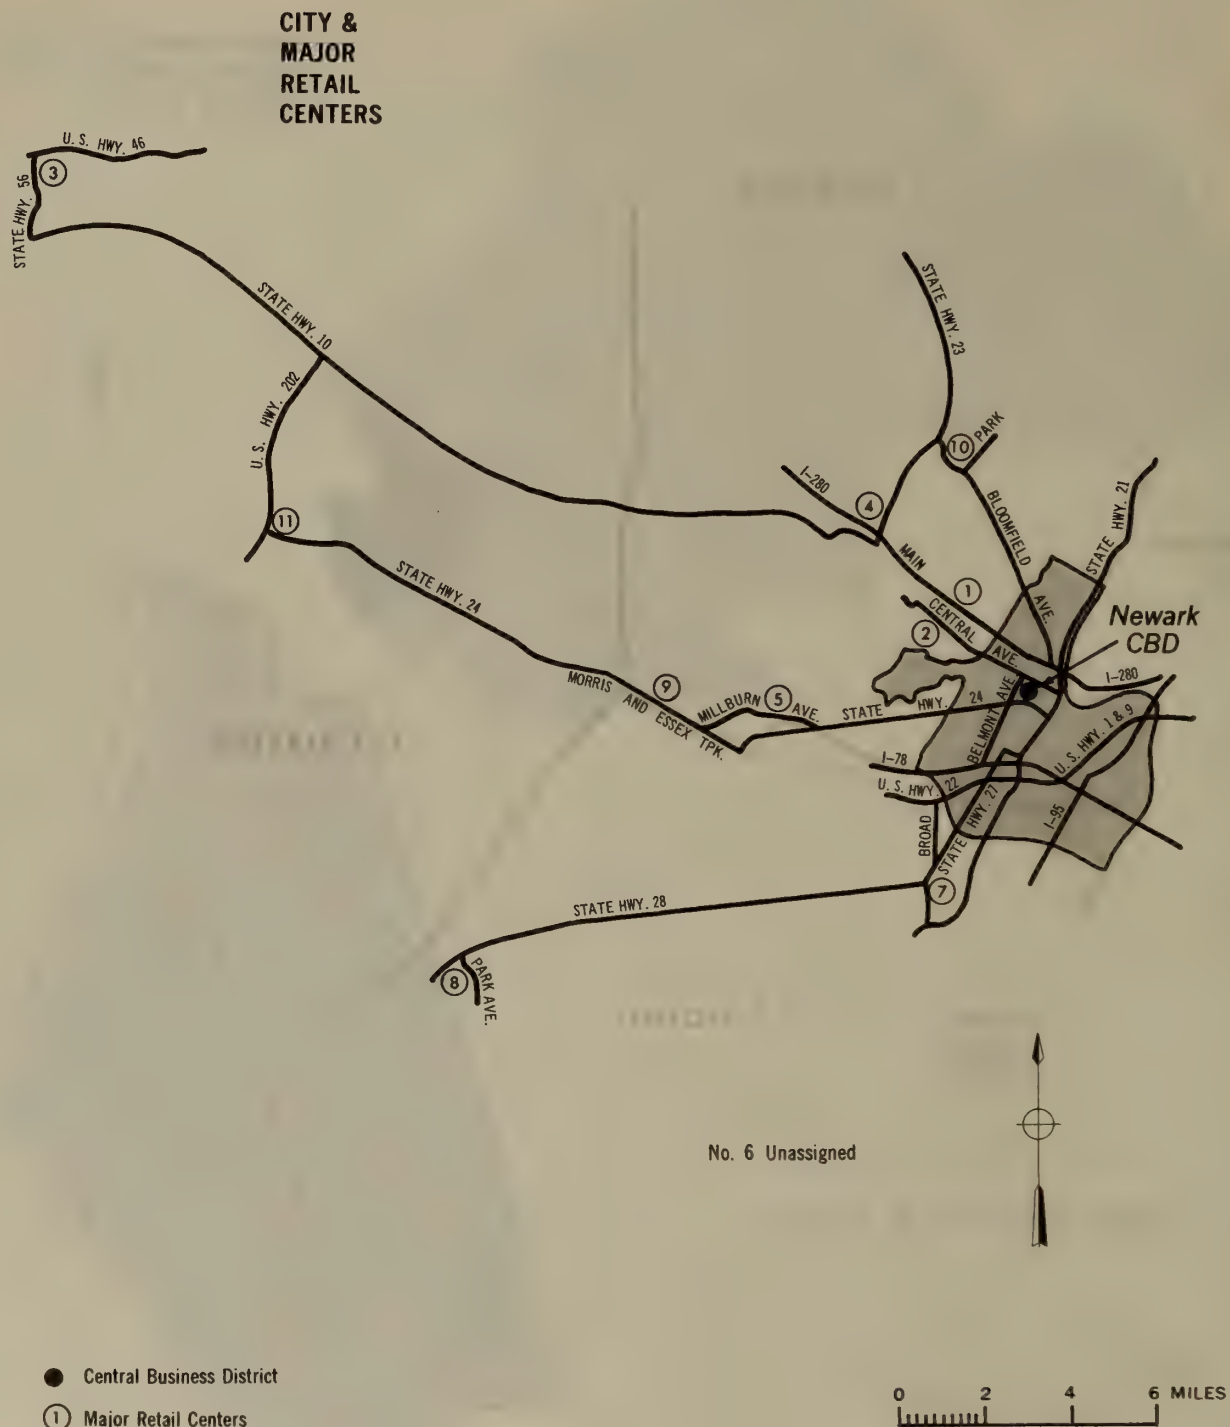 CITY &
MAJOR
RETAIL
CENTERS
U. S. HWY. 46
3
STATE HWY. 56
STATE HWY. 10
U. S. HWY. 202
11
STATE HWY. 24
STATE HWY. 23
10
PARK
I-280
4
MAIN
BLOOMFIELD
AVE.
STATE HWY. 21
1
CENTRAL
AVE.
2
Newark
CBD
I-280
MORRIS AND ESSEX TPK.
9
MILLBURN AVE.
5
STATE HWY. 24
BELMONT AVE.
U. S. HWY. 1 & 9
I-78
U. S. HWY. 22
BROAD
STATE HWY. 27
I-95
7
STATE HWY. 28
8
PARK AVE.
No. 6 Unassigned
Central Business District
1 Major Retail Centers
0 2 4 6 MILES